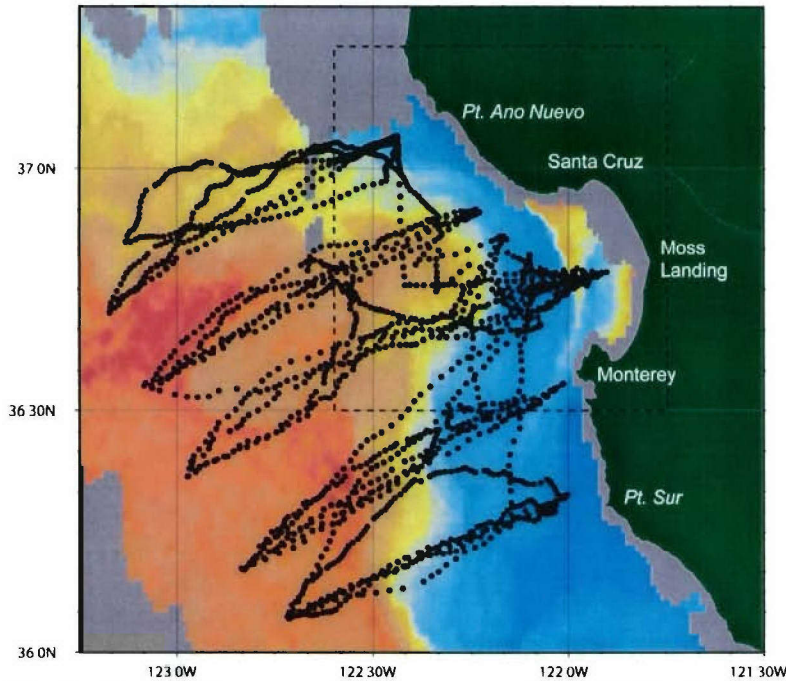 Pt. Ano Nuevo
37 0N
Santa Cruz
Moss
Landing
Monterey
36 30N
Pt. Sur
36 0N
123 0W
122 30W
122 0W
121 30W